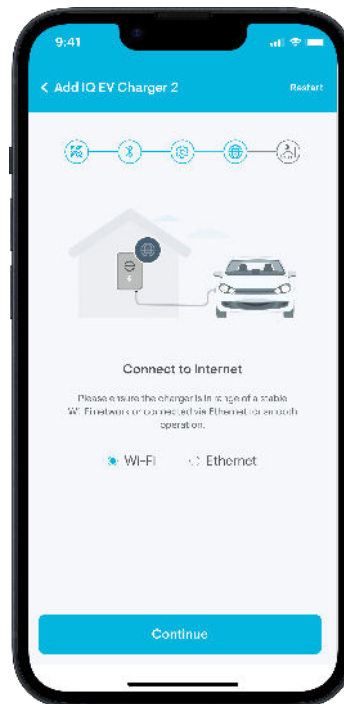 9:41
Add IQ EV Charger 2
Restart
Connect to Internet
Please ensure the charger is in range of a stable
Wi-Fi network or connected via Ethernet for smooth
operation.
Wi-Fi
Ethernet
Continue